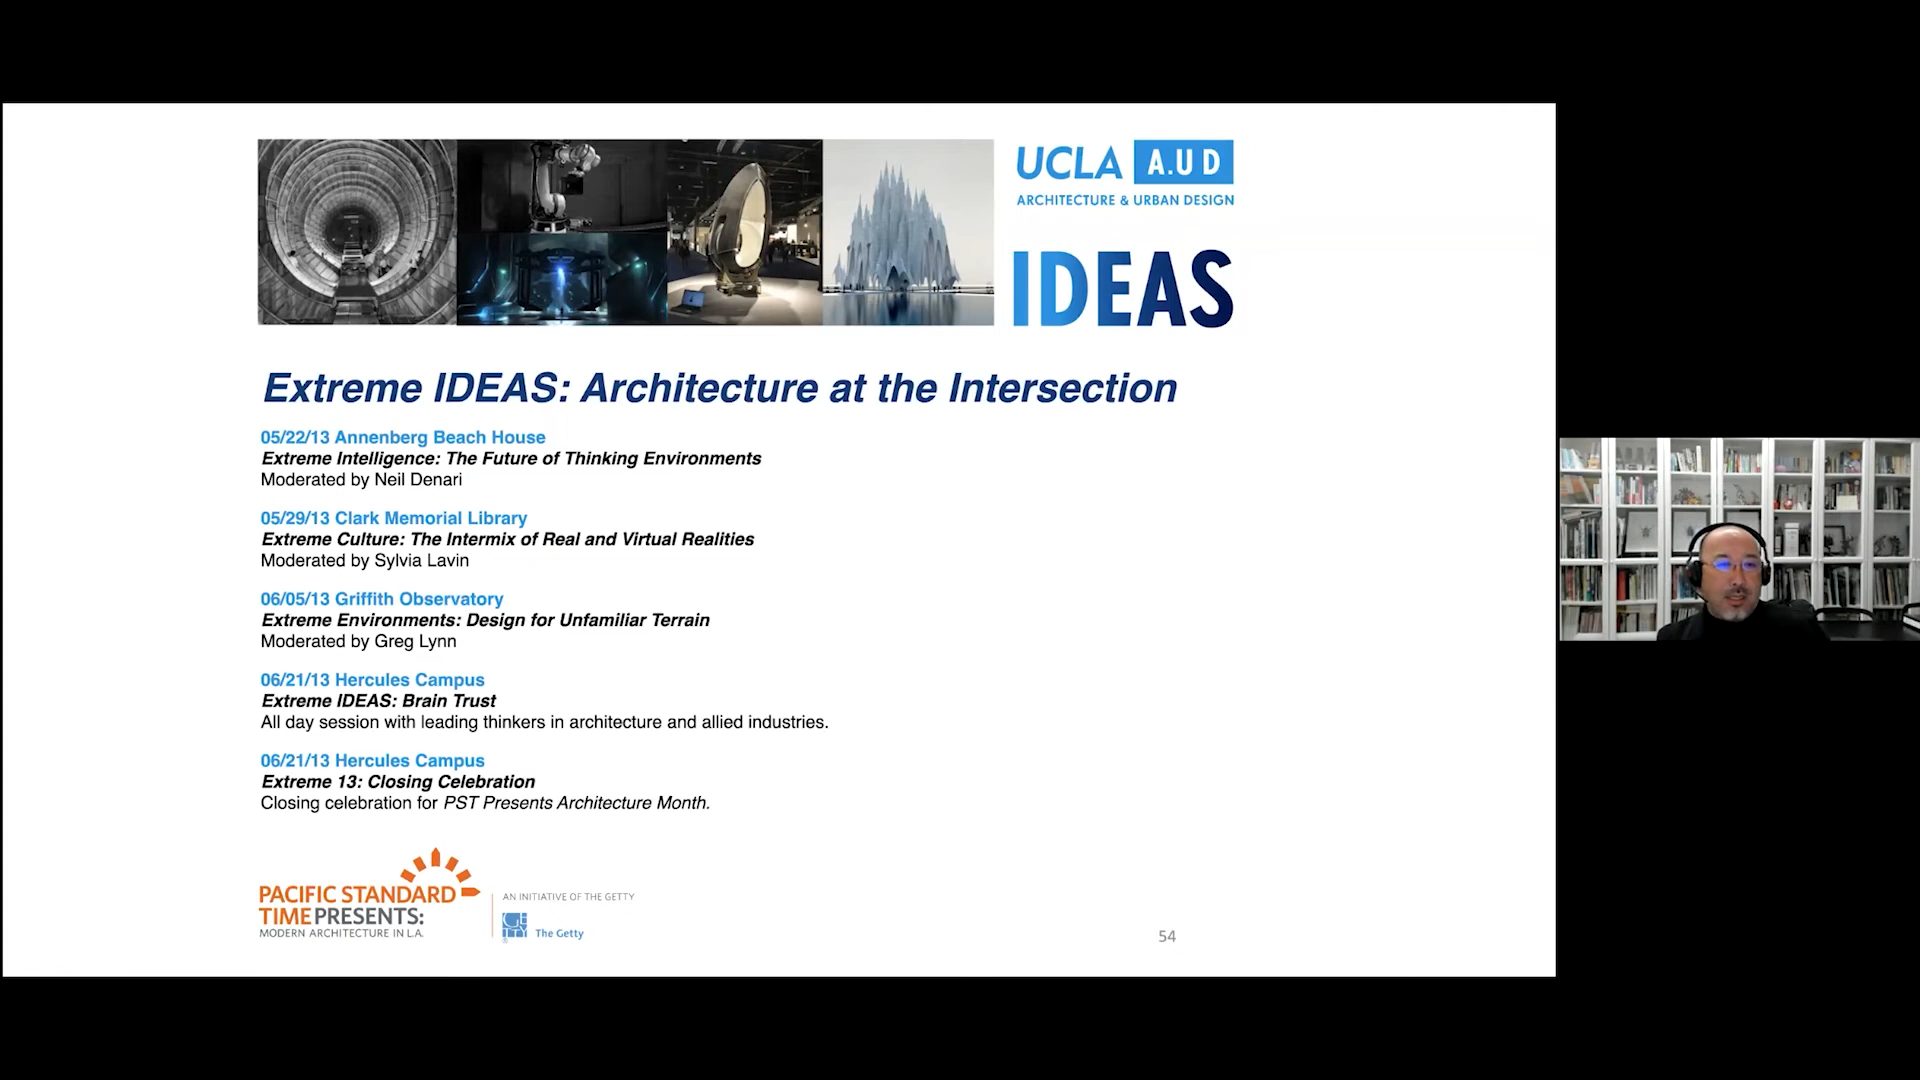 UCLA A.UD
ARCHITECTURE & URBAN DESIGN
IDEAS
Extreme IDEAS: Architecture at the Intersection
05/22/13 Annenberg Beach House
Extreme Intelligence: The Future of Thinking Environments
Moderated by Neil Denari
05/29/13 Clark Memorial Library
Extreme Culture: The Intermix of Real and Virtual Realities
Moderated by Sylvia Lavin
06/05/13 Griffith Observatory
Extreme Environments: Design for Unfamiliar Terrain
Moderated by Greg Lynn
06/21/13 Hercules Campus
Extreme IDEAS: Brain Trust
All day session with leading thinkers in architecture and allied industries.
06/21/13 Hercules Campus
Extreme 13: Closing Celebration
Closing celebration for PST Presents Architecture Month.
PACIFIC STANDARD
TIME PRESENTS:
MODERN ARCHITECTURE IN L.A.
AN INITIATIVE OF THE GETTY
The Getty
54